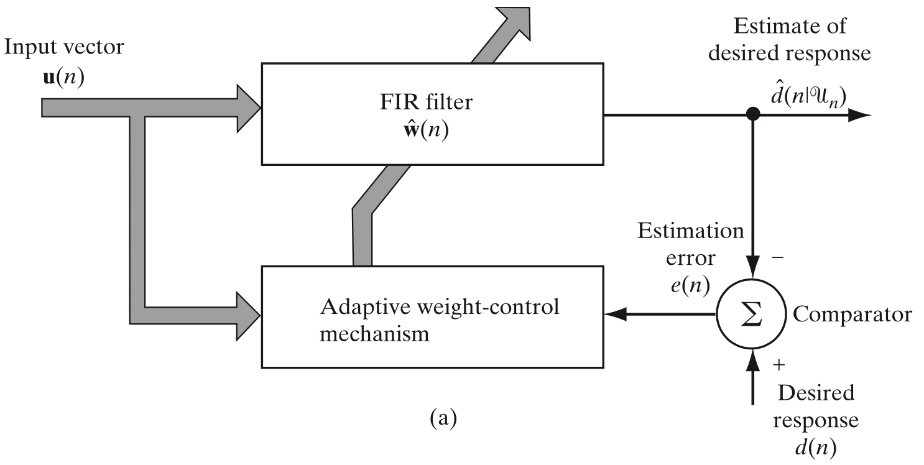 Input vector
u(n)
FIR filter
ŵ(n)
Estimate of
desired response
d̂(n|𝒰ₙ)
Estimation
error
e(n)
−
Adaptive weight-control
mechanism
Σ
Comparator
+
Desired
response
d(n)
(a)